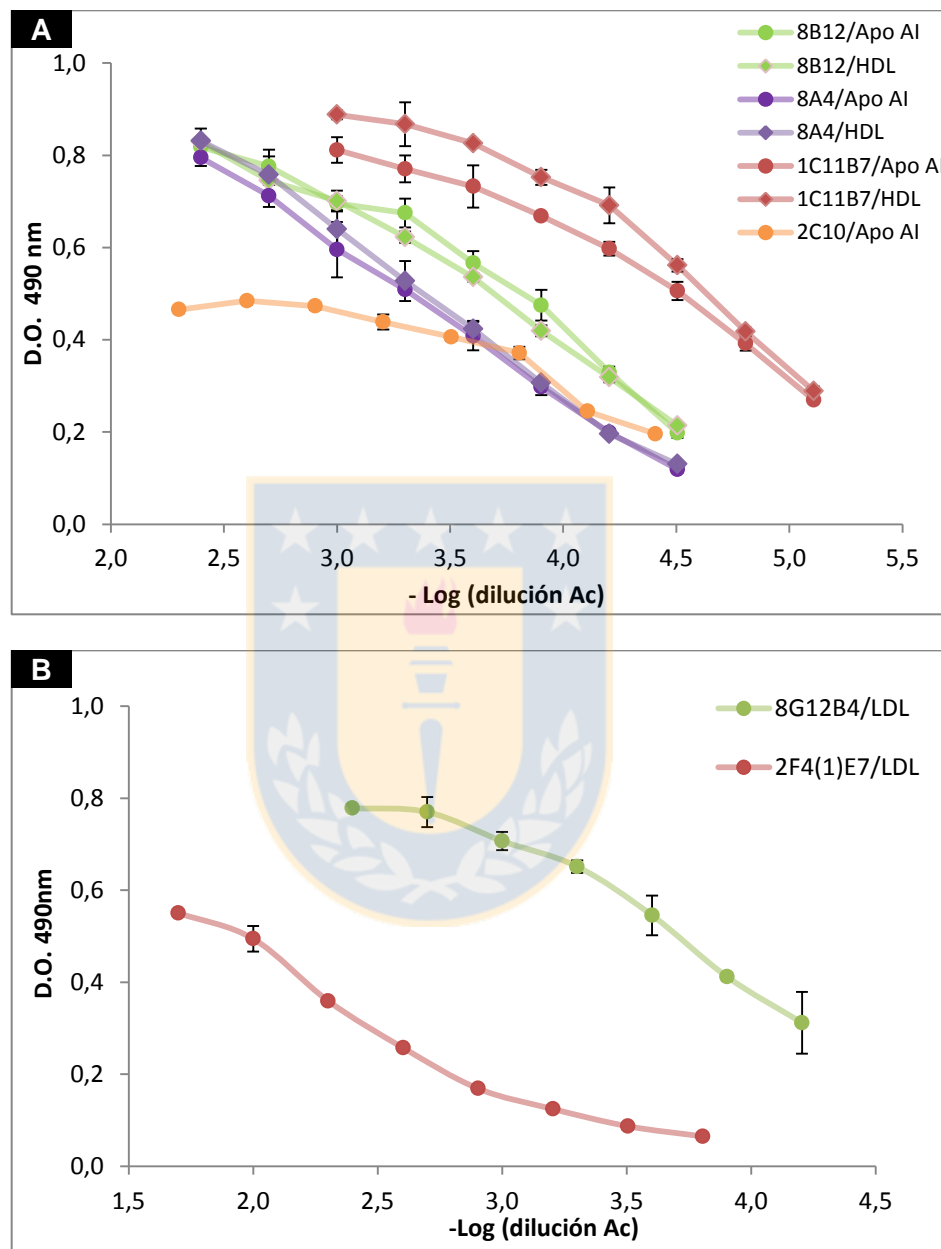 A
8B12/Apo AI
8B12/HDL
8A4/Apo AI
8A4/HDL
1C11B7/Apo AI
1C11B7/HDL
2C10/Apo AI
D.O. 490 nm
1,0
0,8
0,6
0,4
0,2
0,0
2,0 2,5 3,0 3,5 4,0 4,5 5,0 5,5
- Log (dilución Ac)
B
8G12B4/LDL
2F4(1)E7/LDL
D.O. 490nm
1,0
0,8
0,6
0,4
0,2
0,0
1,5 2,0 2,5 3,0 3,5 4,0 4,5
-Log (dilución Ac)